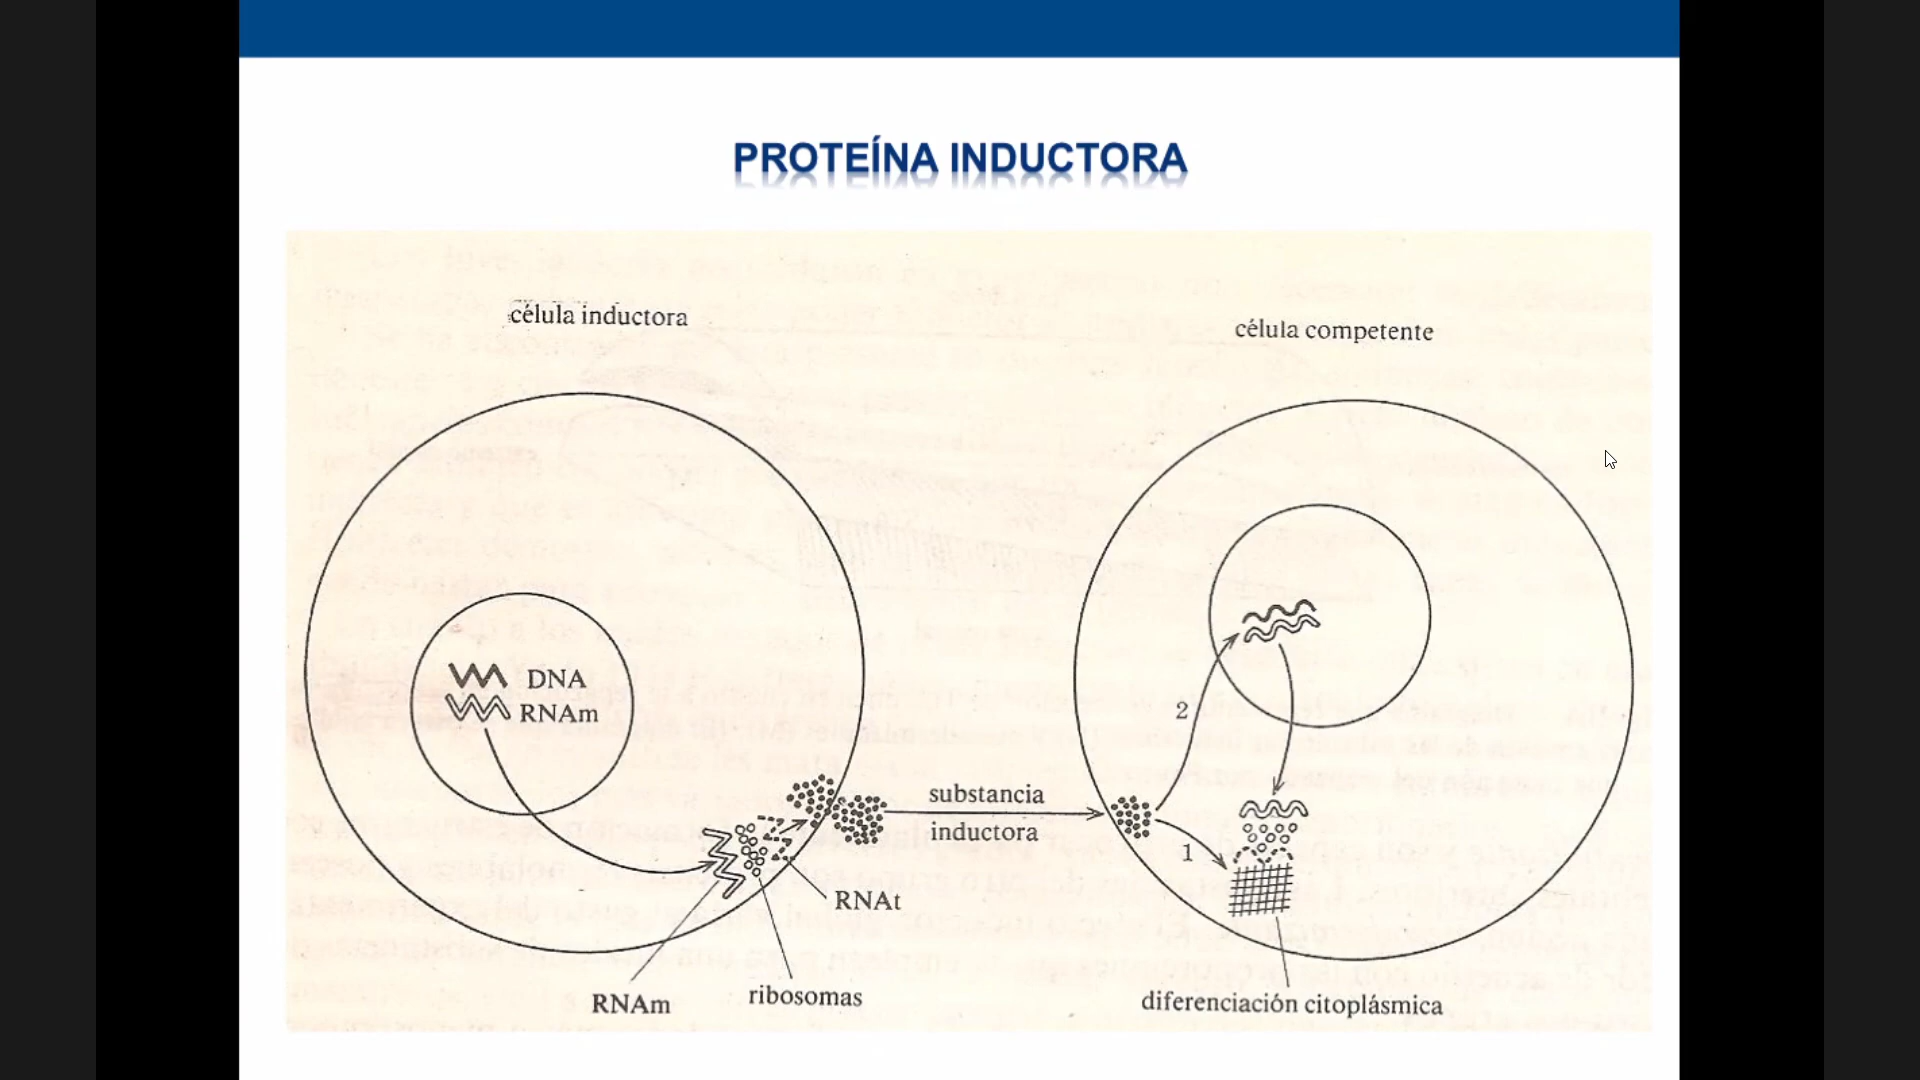 PROTEÍNA INDUCTORA
célula inductora
célula competente
DNA
RNAm
substancia
inductora
2
1
RNAt
RNAm
ribosomas
diferenciación citoplásmica